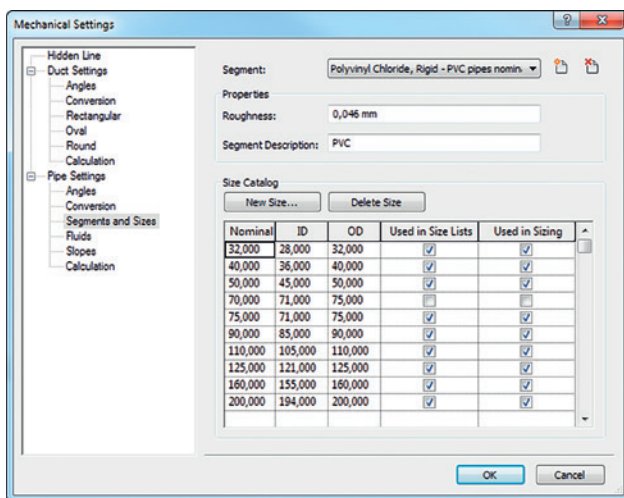 Mechanical Settings
Hidden Line
Duct Settings
Angles
Conversion
Rectangular
Oval
Round
Calculation
Pipe Settings
Angles
Conversion
Segments and Sizes
Fluids
Slopes
Calculation
Segment: Polyvinyl Chloride, Rigid - PVC pipes nomin
Properties
Roughness: 0,046 mm
Segment Description: PVC
Size Catalog
New Size... Delete Size
Nominal ID OD Used in Size Lists Used in Sizing
32,000 28,000 32,000
40,000 36,000 40,000
50,000 45,000 50,000
70,000 71,000 75,000
75,000 71,000 75,000
90,000 85,000 90,000
110,000 105,000 110,000
125,000 121,000 125,000
160,000 155,000 160,000
200,000 194,000 200,000
OK Cancel